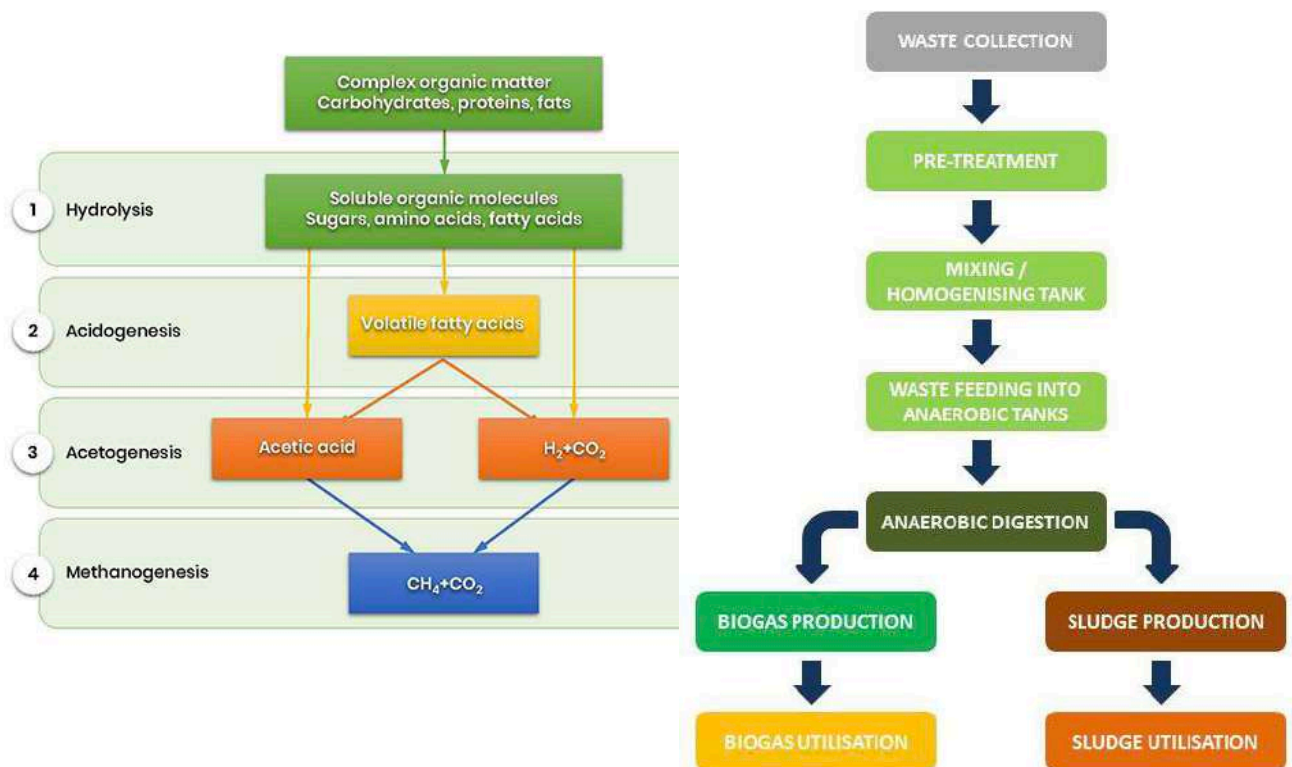 Complex organic matter
Carbohydrates, proteins, fats
1
Hydrolysis
Soluble organic molecules
Sugars, amino acids, fatty acids
2
Acidogenesis
Volatile fatty acids
3
Acetogenesis
Acetic acid
H₂+CO₂
4
Methanogenesis
CH₄+CO₂
WASTE COLLECTION
PRE-TREATMENT
MIXING /
HOMOGENISING TANK
WASTE FEEDING INTO
ANAEROBIC TANKS
ANAEROBIC DIGESTION
BIOGAS PRODUCTION
SLUDGE PRODUCTION
BIOGAS UTILISATION
SLUDGE UTILISATION